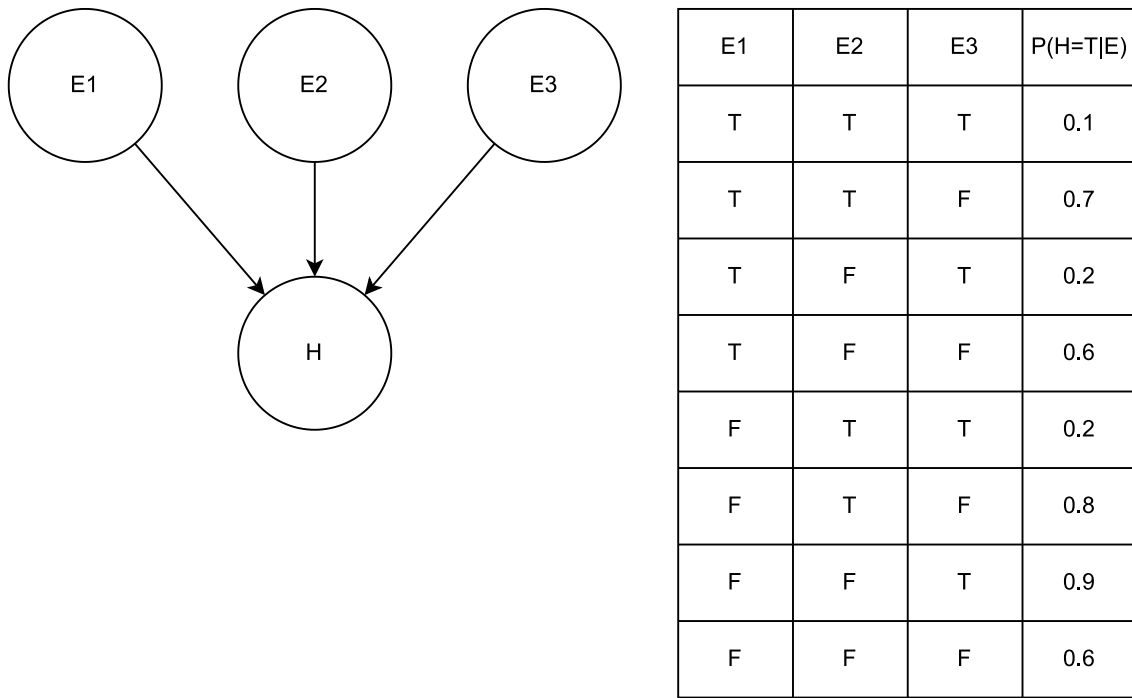 E1 E2 E3
H
E1 E2 E3 P(H=T|E)
T T T 0.1
T T F 0.7
T F T 0.2
T F F 0.6
F T T 0.2
F T F 0.8
F F T 0.9
F F F 0.6